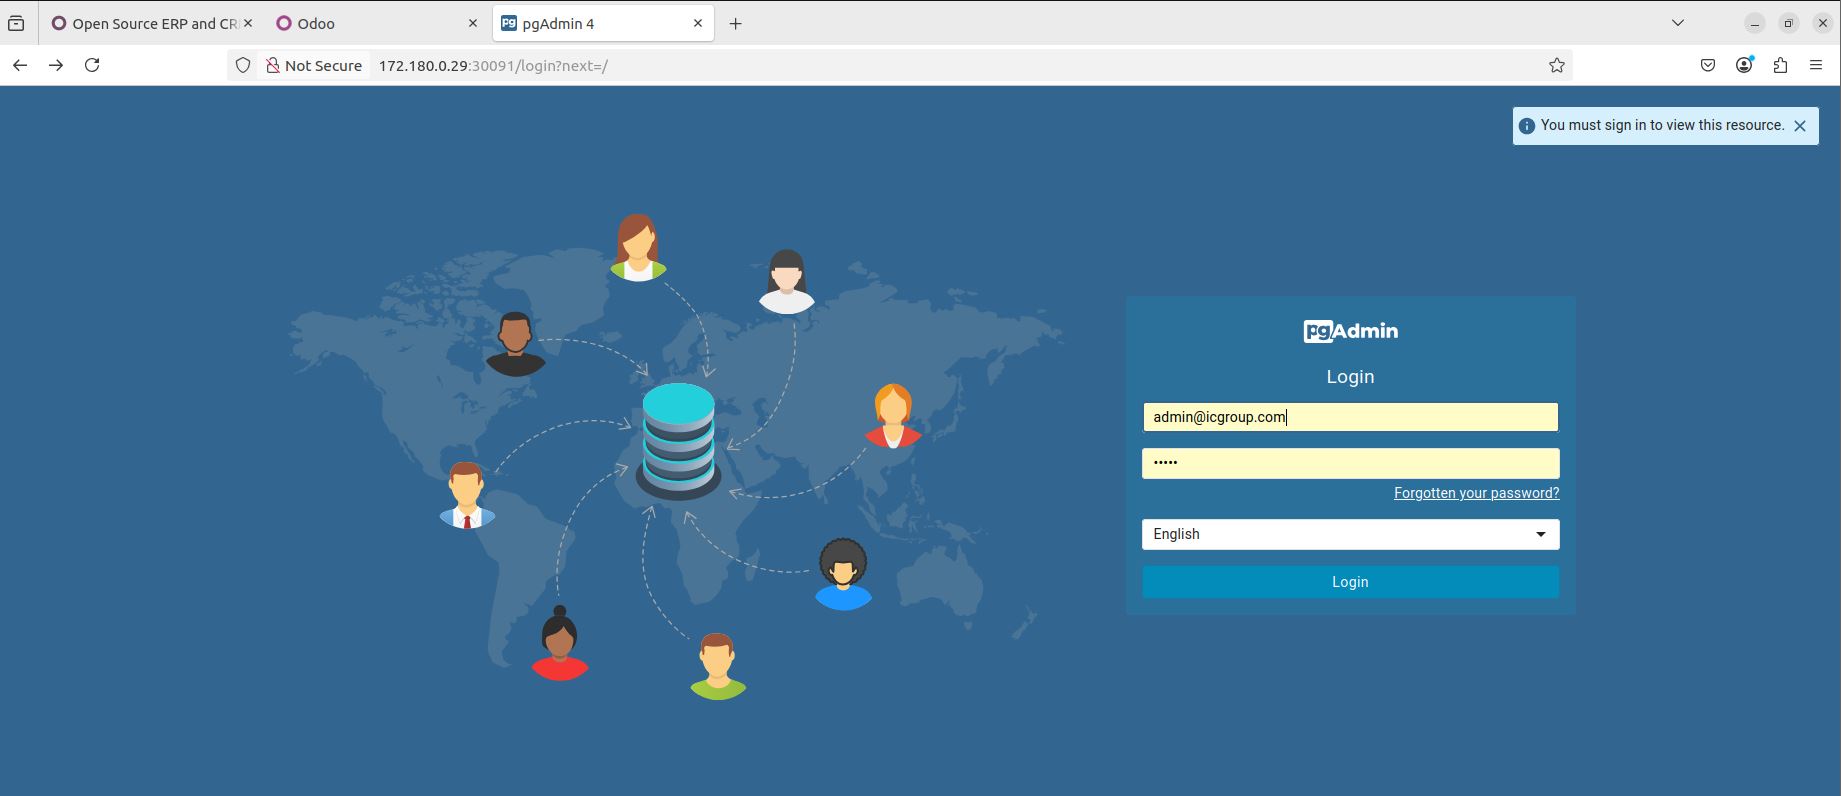 Open Source ERP and CR
Odoo
pgAdmin 4
Not Secure
172.180.0.29:30091/login?next=/
You must sign in to view this resource.
pgAdmin
Login
admin@icgroup.com
•••••
Forgotten your password?
English
Login